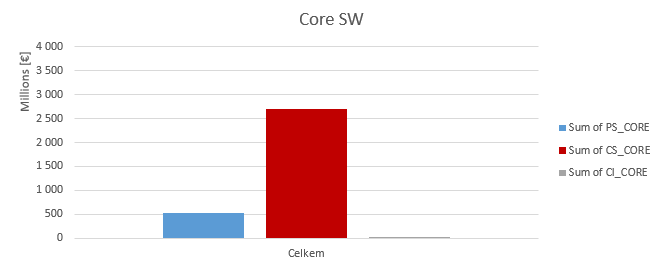 Core SW
Millions [€]
4 000
3 500
3 000
2 500
2 000
1 500
1 000
500
0
Celkem
Sum of PS_CORE
Sum of CS_CORE
Sum of CI_CORE